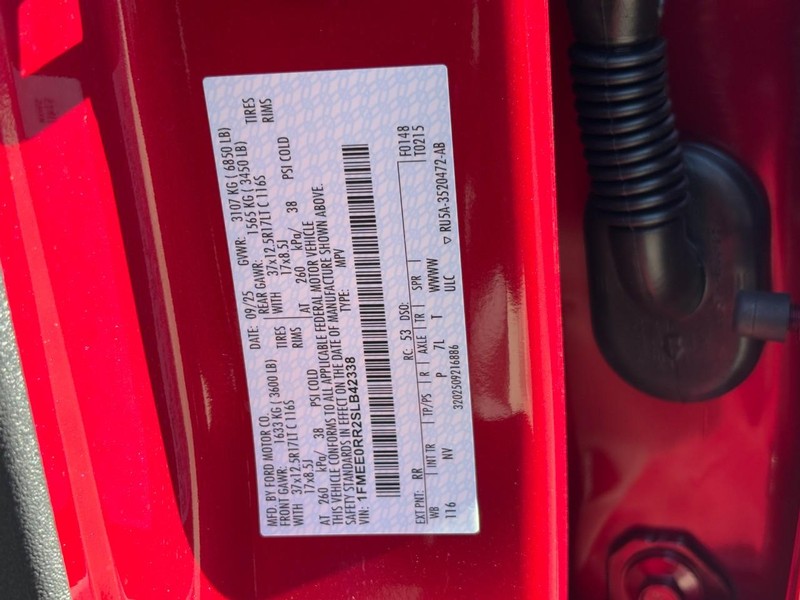 MFD. BY FORD MOTOR CO.
DATE: 09/25 GVWR: 3107 KG ( 6850 LB)
FRONT GAWR: 1633 KG ( 3600 LB) REAR GAWR: 1565 KG ( 3450 LB)
WITH 37x12.5R17LT C 116S TIRES WITH 37x12.5R17LT C 116S TIRES
17x8.5J RIMS 17x8.5J RIMS
AT 260 kPa/ 38 PSI COLD AT 260 kPa/ 38 PSI COLD
THIS VEHICLE CONFORMS TO ALL APPLICABLE FEDERAL MOTOR VEHICLE
SAFETY STANDARDS IN EFFECT ON THE DATE OF MANUFACTURE SHOWN ABOVE.
VIN: 1FMEE0RR2SLB42338 TYPE: MPV
F0148
T0215
EXT PNT: RR RC: 53 DSO:
WB INT TR TP/PS R AXLE TR SPR
116 NV P 7L T WWWW
3202509216886 ULC ▽ RU5A-3520472-AB